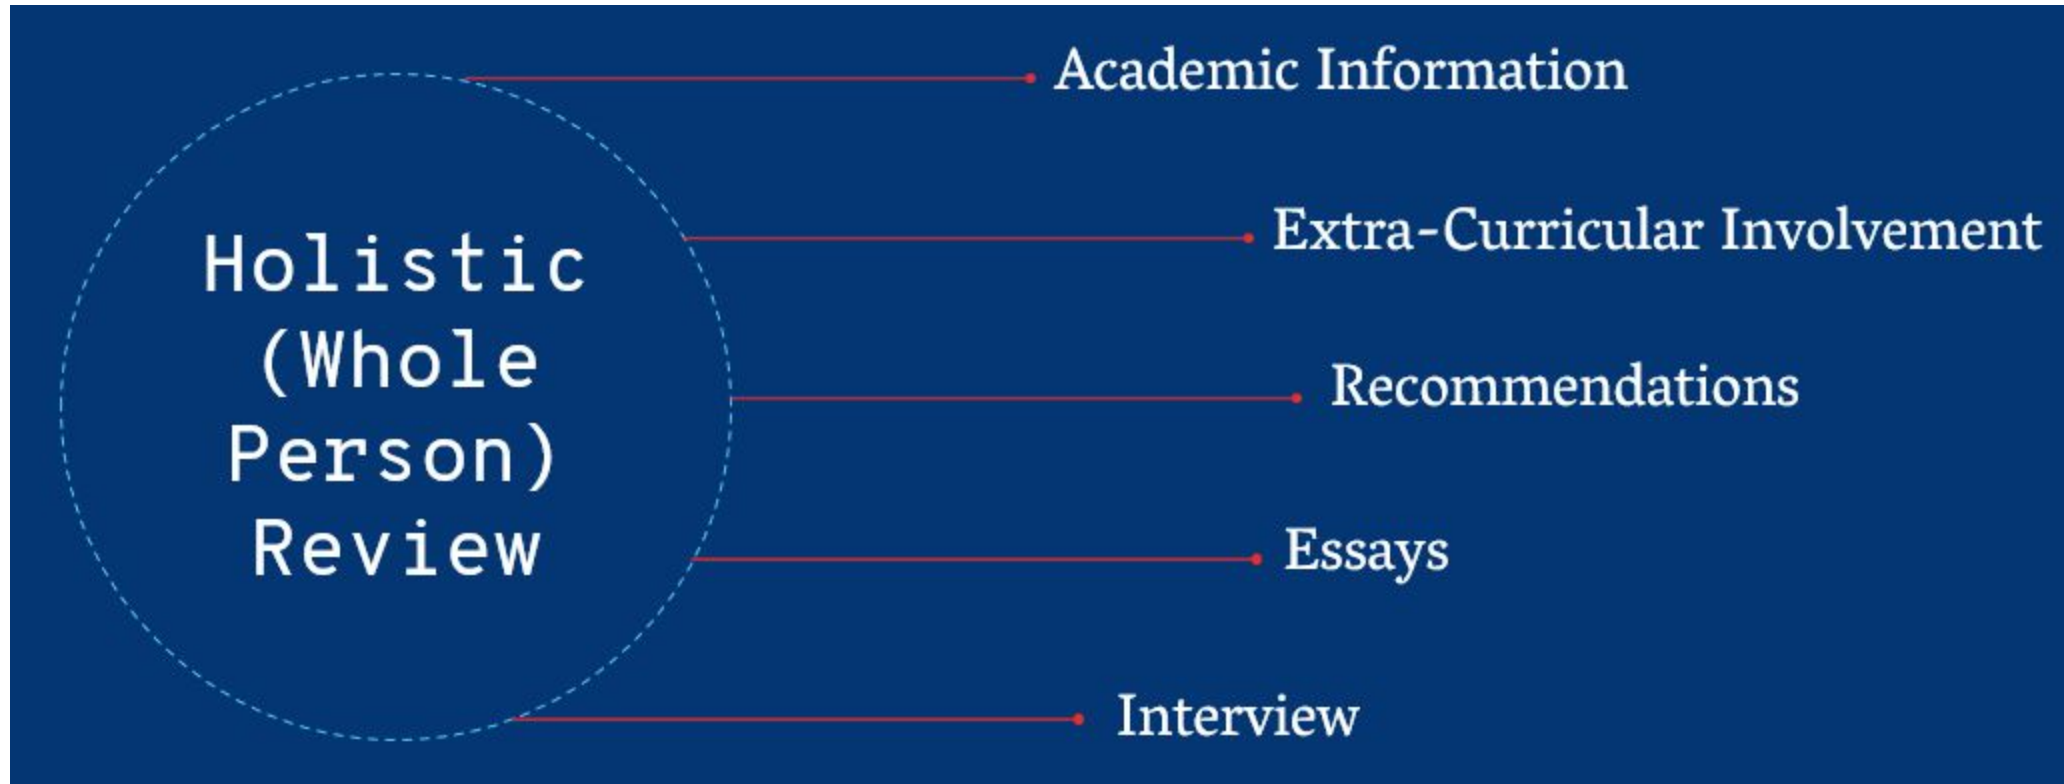 Holistic
(Whole
Person)
Review
Academic Information
Extra-Curricular Involvement
Recommendations
Essays
Interview